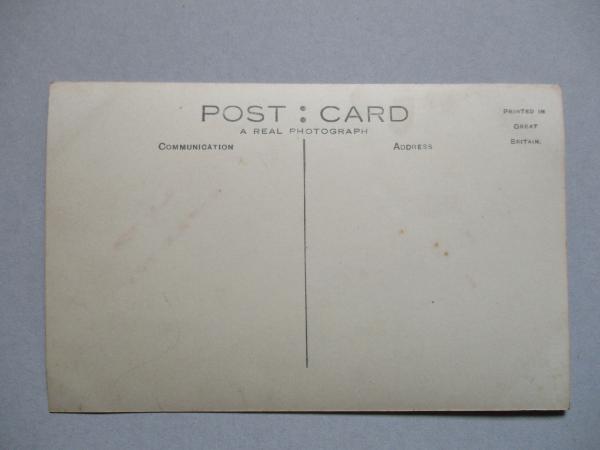 POST : CARD
A REAL PHOTOGRAPH
PRINTED IN
GREAT
BRITAIN.
COMMUNICATION
ADDRESS